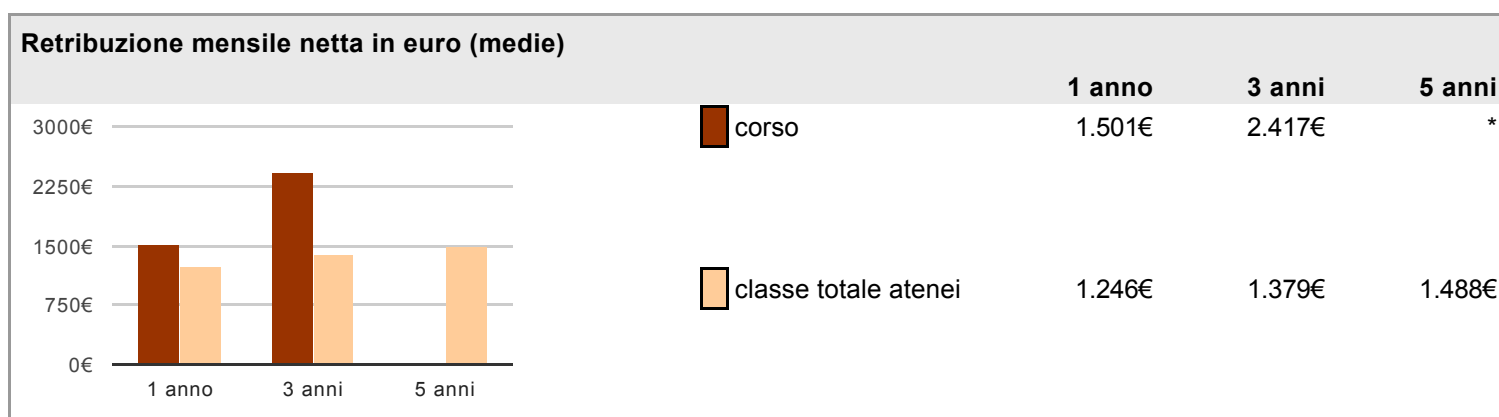 Retribuzione mensile netta in euro (medie)
1 anno 3 anni 5 anni
3000€
2250€
1500€
750€
0€
1 anno 3 anni 5 anni
corso 1.501€ 2.417€ *
classe totale atenei 1.246€ 1.379€ 1.488€